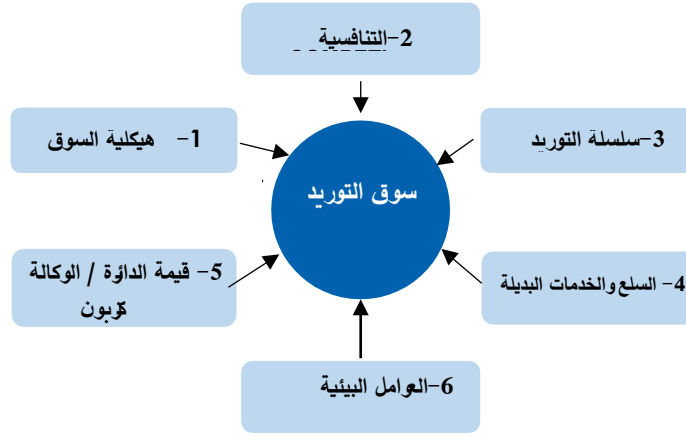 2-التنافسية
1- هيكلية السوق
3-سلسلة التوريد
سوق التوريد
5- قيمة الدائرة / الوكالة
كوبون
4- السلع والخدمات البديلة
6-العوامل البيئية